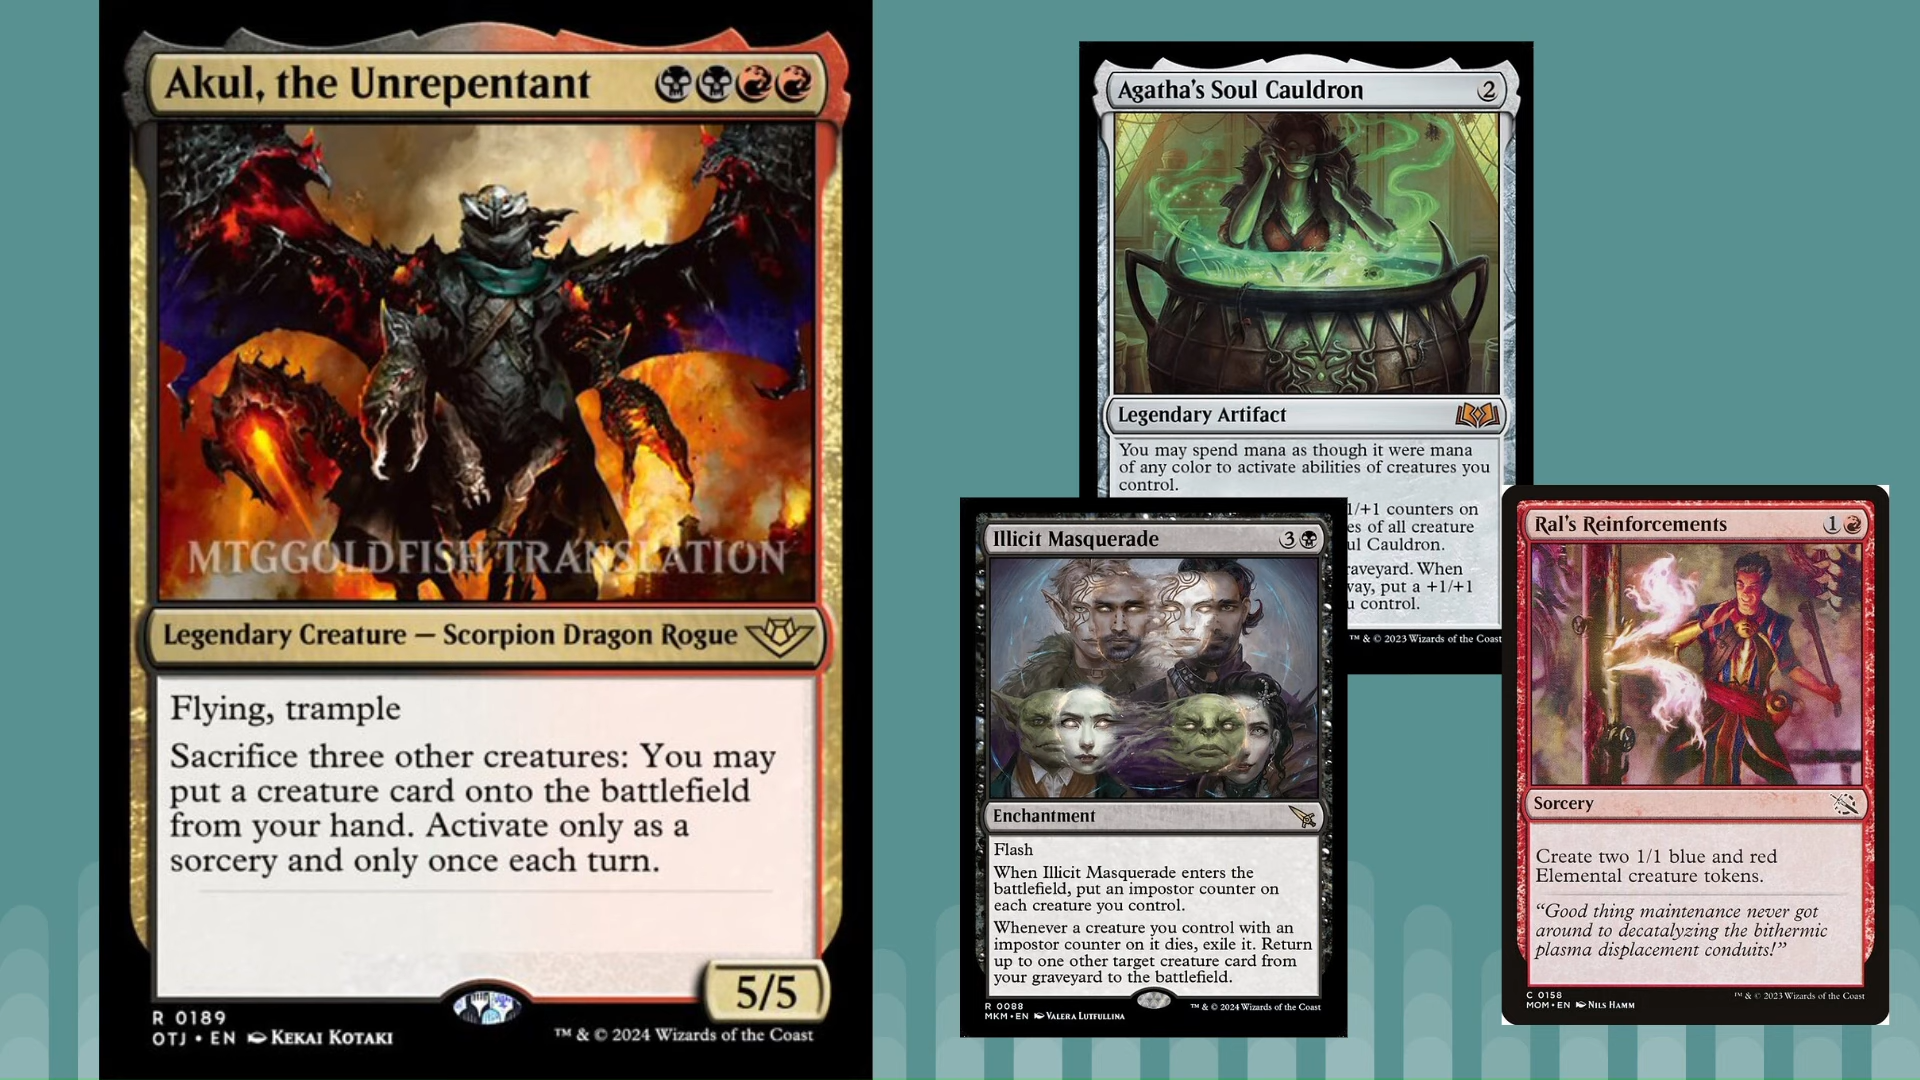 Akul, the Unrepentant
MTGGOLDFISH TRANSLATION
Legendary Creature — Scorpion Dragon Rogue
Flying, trample
Sacrifice three other creatures: You may
put a creature card onto the battlefield
from your hand. Activate only as a
sorcery and only once each turn.
5/5
R 0189
OTJ • EN KEKAI KOTAKI
™ & © 2024 Wizards of the Coast
Agatha's Soul Cauldron 2
Legendary Artifact
You may spend mana as though it were mana
of any color to activate abilities of creatures you
control.
1/+1 counters on
es of all creature
ul Cauldron.
raveyard. When
way, put a +1/+1
u control.
™ & © 2023 Wizards of the Coast
Illicit Masquerade 3
Enchantment
Flash
When Illicit Masquerade enters the
battlefield, put an impostor counter on
each creature you control.
Whenever a creature you control with an
impostor counter on it dies, exile it. Return
up to one other target creature card from
your graveyard to the battlefield.
R 0088
MKM • EN VALERA LUTFULLINA
™ & © 2024 Wizards of the Coast
Ral's Reinforcements 1
Sorcery
Create two 1/1 blue and red
Elemental creature tokens.
“Good thing maintenance never got
around to decatalyzing the bithermic
plasma displacement conduits!”
C 0158
MOM • EN NILS HAMM
™ & © 2023 Wizards of the Coast